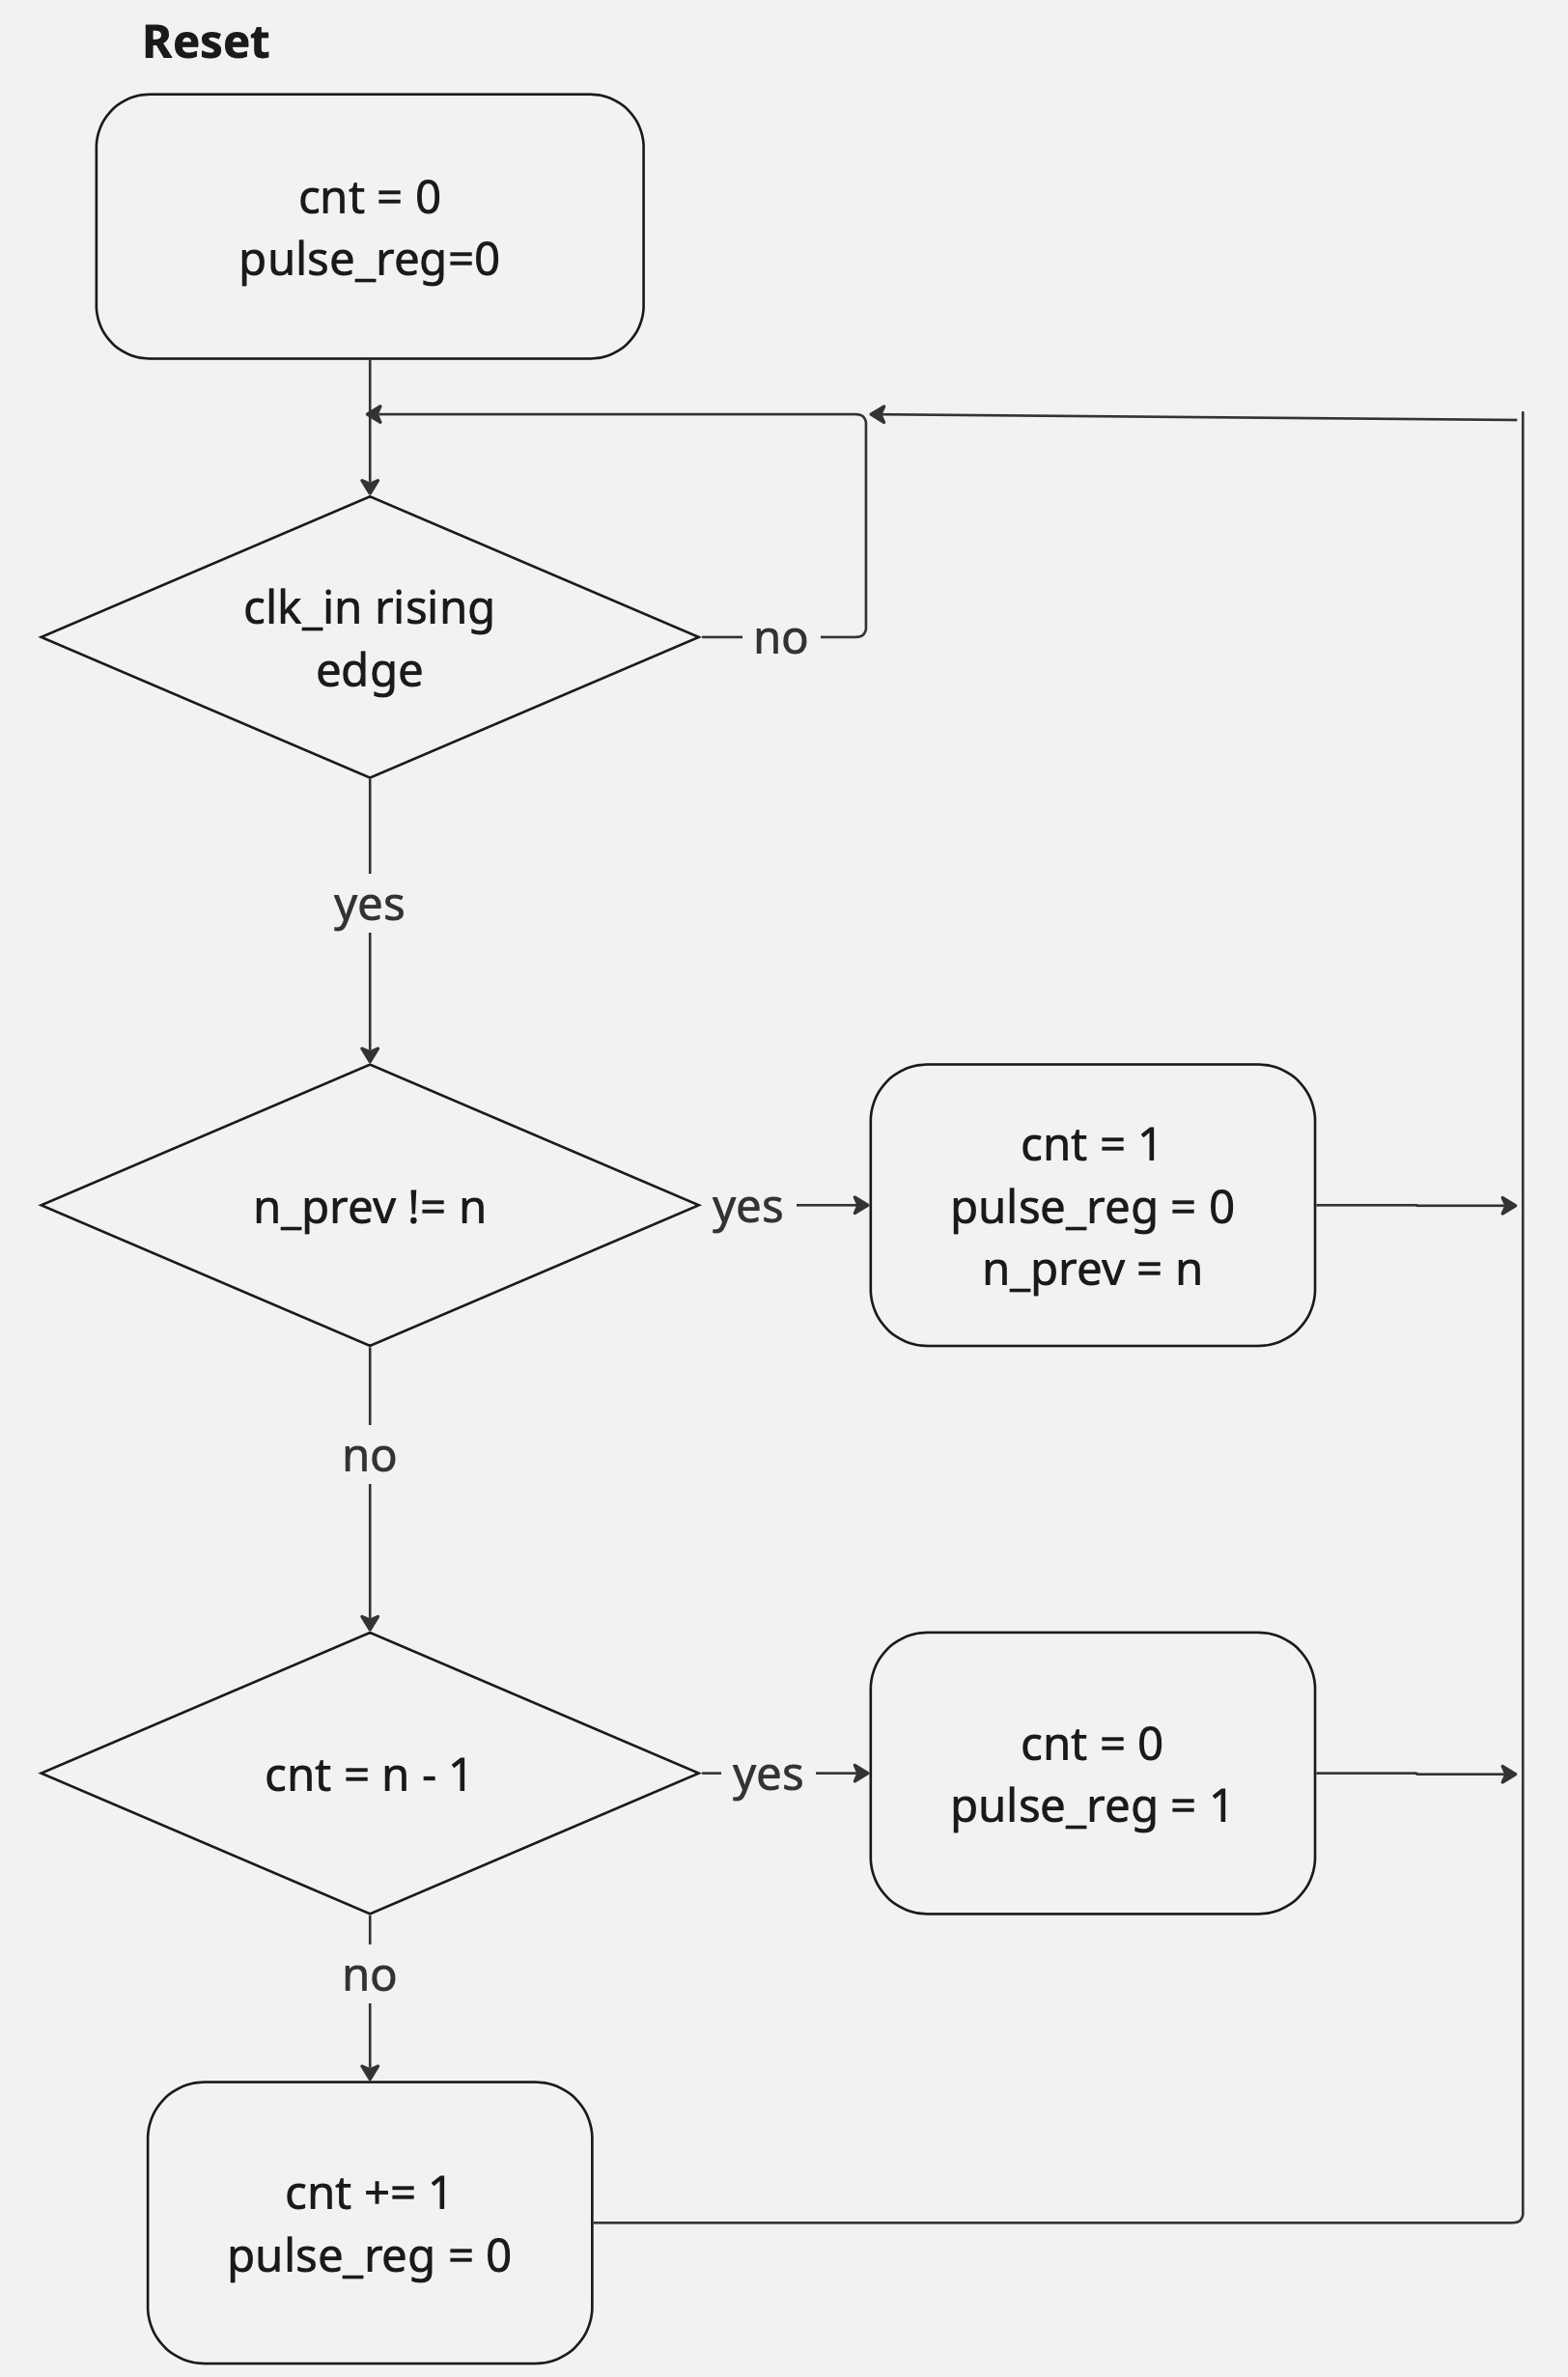 Reset
cnt = 0
pulse_reg=0
clk_in rising
edge
no
yes
n_prev != n
yes
cnt = 1
pulse_reg = 0
n_prev = n
no
cnt = n - 1
yes
cnt = 0
pulse_reg = 1
no
cnt += 1
pulse_reg = 0